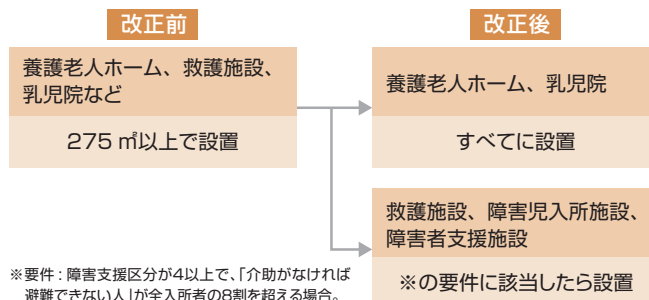 改正前
養護老人ホーム、救護施設、
乳児院など
275 ㎡以上で設置
改正後
養護老人ホーム、乳児院
すべてに設置
救護施設、障害児入所施設、
障害者支援施設
※の要件に該当したら設置
※要件：障害支援区分が4以上で、「介助がなければ
避難できない人」が全入所者の8割を超える場合。